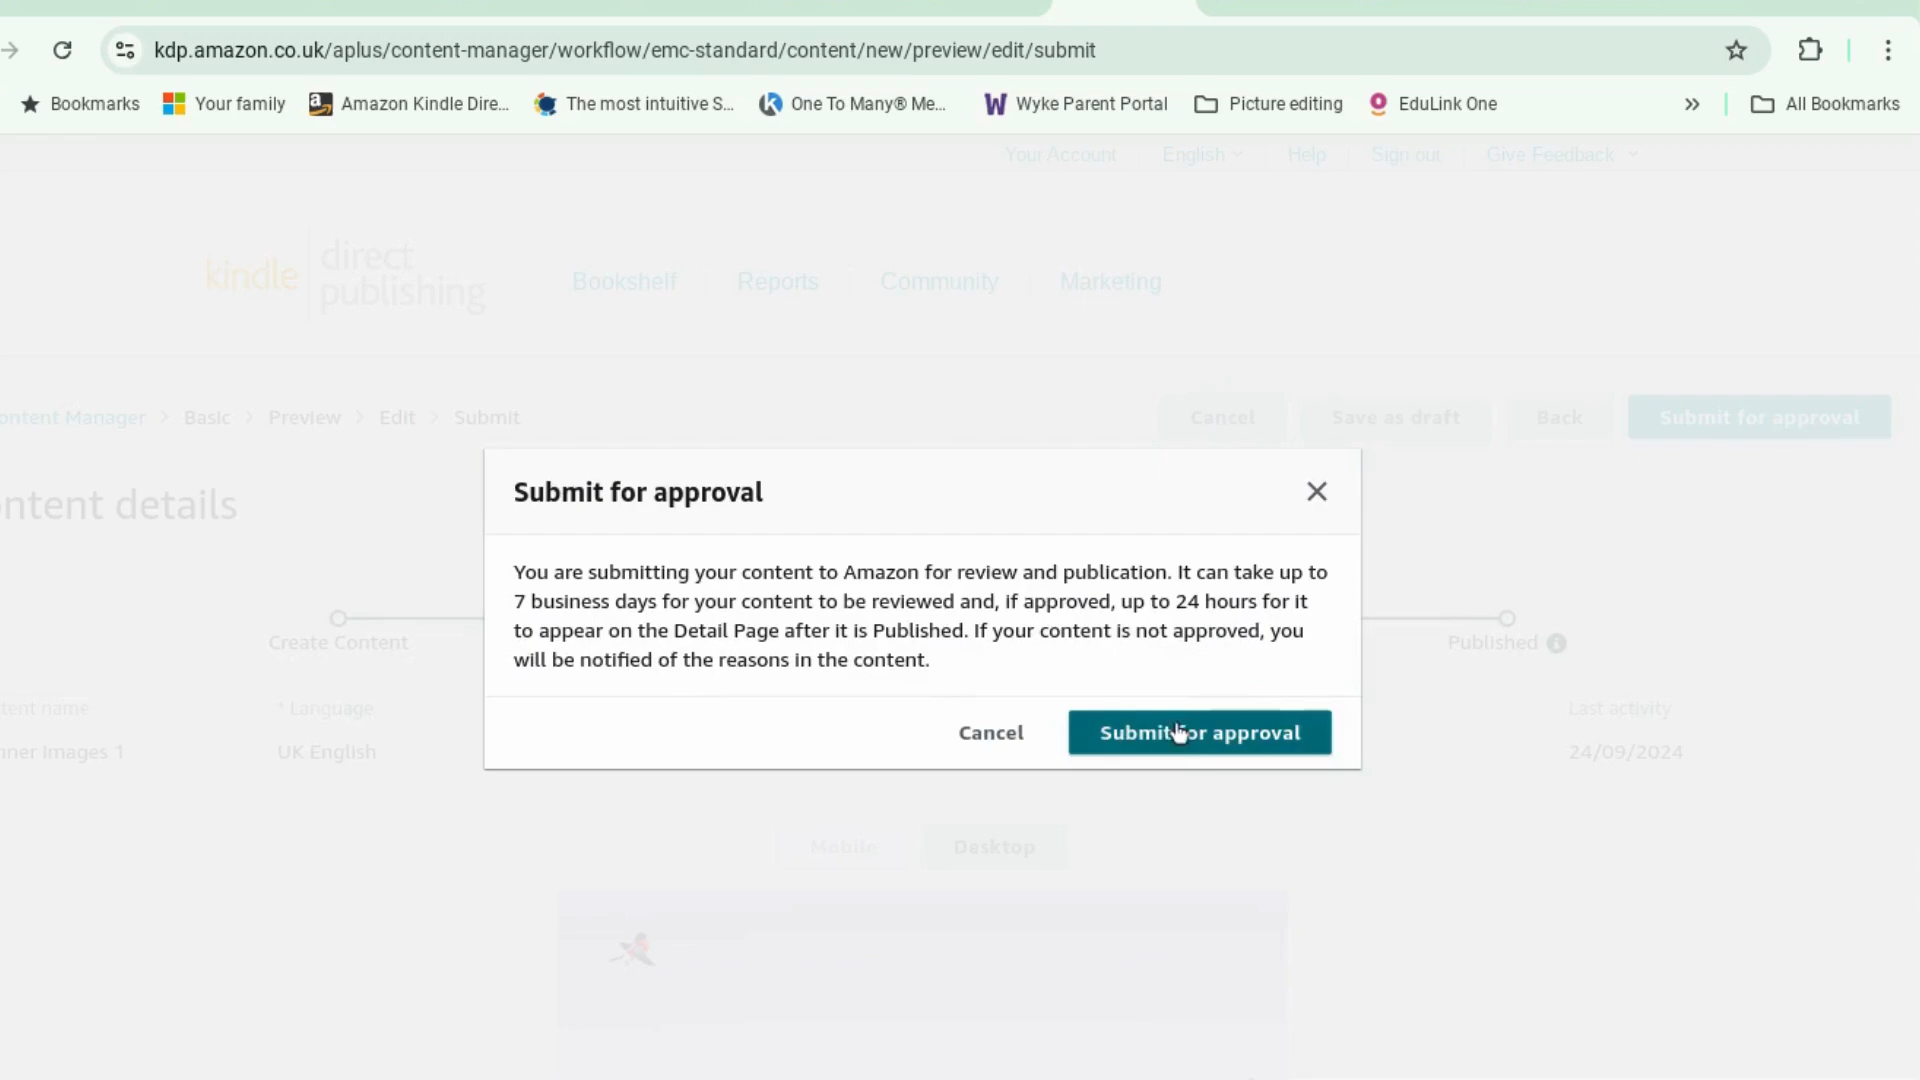 kdp.amazon.co.uk/aplus/content-manager/workflow/emc-standard/content/new/preview/edit/submit
Bookmarks Your family Amazon Kindle Dire... The most intuitive S... One To Many® Me... Wyke Parent Portal Picture editing EduLink One » All Bookmarks
Your Account English Help Sign out Give Feedback
kindle direct publishing
Bookshelf Reports Community Marketing
ontent Manager > Basic > Preview > Edit > Submit Cancel Save as draft Back Submit for approval
Submit for approval
ntent details
You are submitting your content to Amazon for review and publication. It can take up to
7 business days for your content to be reviewed and, if approved, up to 24 hours for it
to appear on the Detail Page after it is Published. If your content is not approved, you
will be notified of the reasons in the content.
Create Content Published
tent name * Language Last activity
Cancel Submit for approval
ner Images 1 UK English 24/09/2024
Mobile Desktop